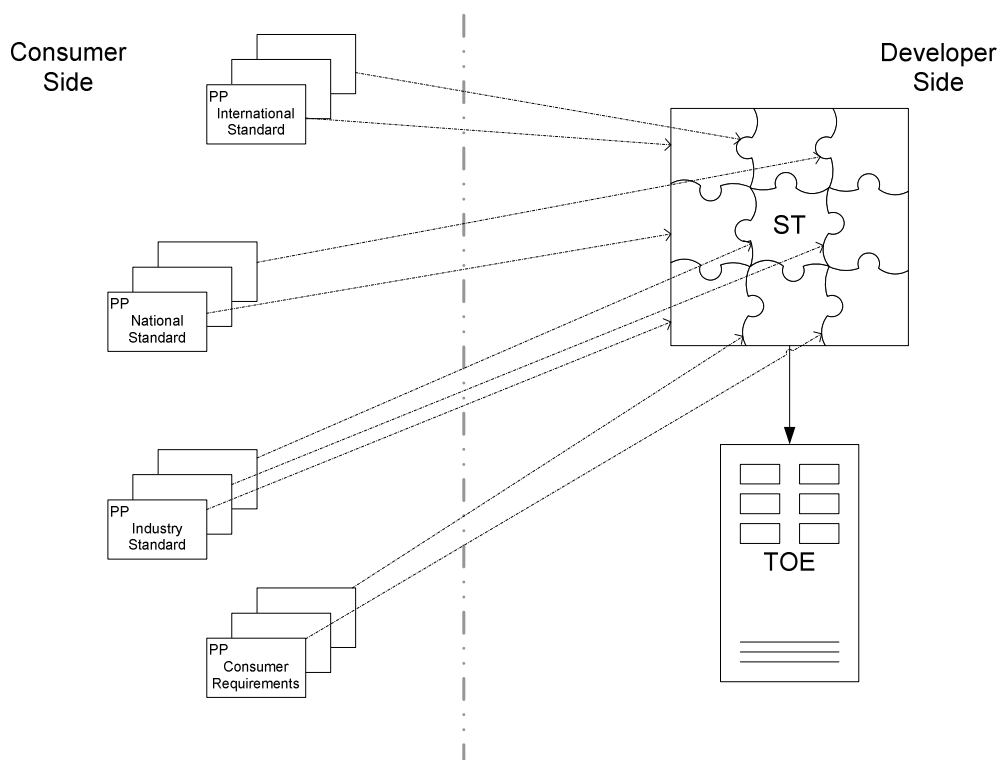 Consumer
Side
Developer
Side
PP
International
Standard
ST
PP
National
Standard
PP
Industry
Standard
TOE
PP
Consumer
Requirements